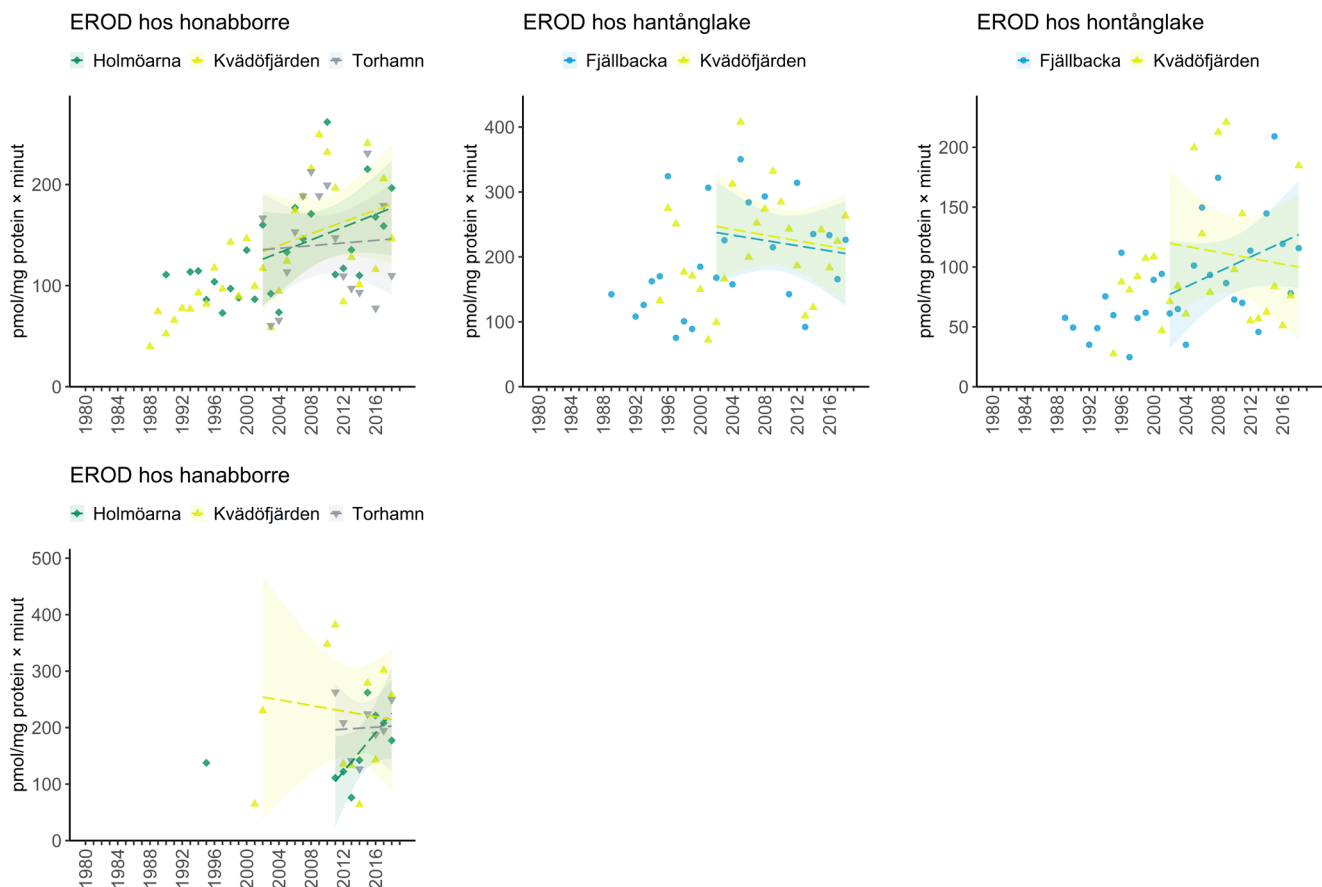 EROD hos honabborre
Holmöarna Kvädöfjärden Torhamn
pmol/mg protein × minut
200
100
0
1980 1984 1988 1992 1996 2000 2004 2008 2012 2016
EROD hos hantånglake
Fjällbacka Kvädöfjärden
pmol/mg protein × minut
400
300
200
100
0
1980 1984 1988 1992 1996 2000 2004 2008 2012 2016
EROD hos hontånglake
Fjällbacka Kvädöfjärden
pmol/mg protein × minut
200
150
100
50
0
1980 1984 1988 1992 1996 2000 2004 2008 2012 2016
EROD hos hanabborre
Holmöarna Kvädöfjärden Torhamn
pmol/mg protein × minut
500
400
300
200
100
0
1980 1984 1988 1992 1996 2000 2004 2008 2012 2016